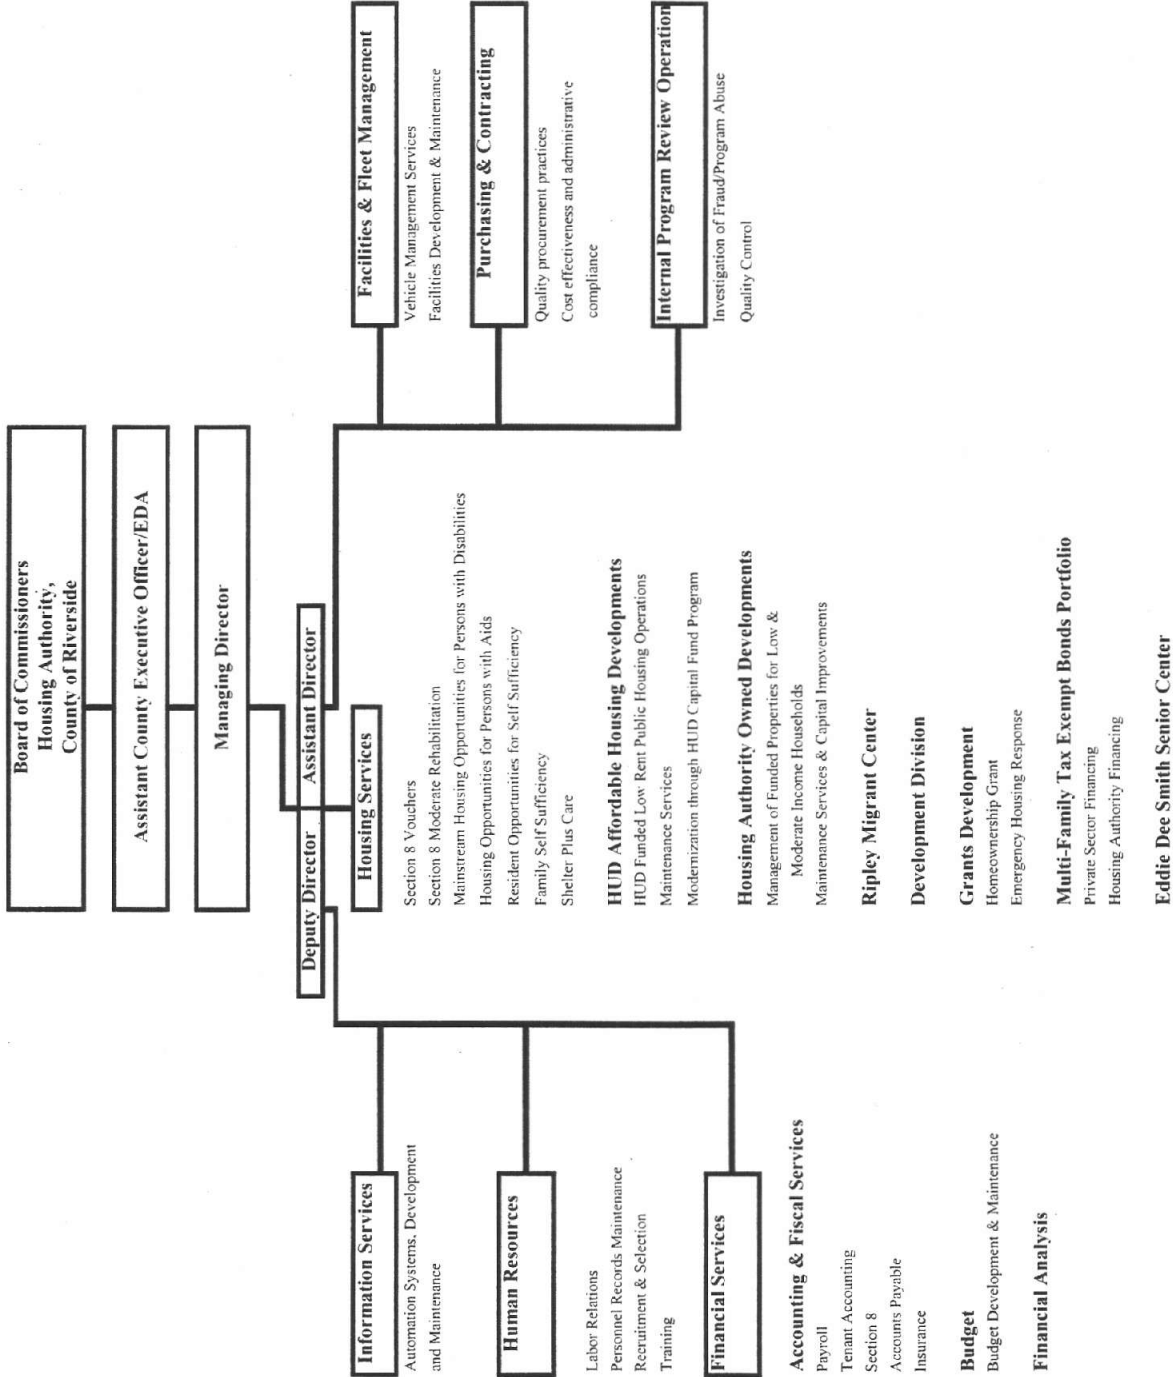 Board of Commissioners
Housing Authority,
County of Riverside
Assistant County Executive Officer/EDA
Managing Director
Deputy Director
Assistant Director
Information Services
Automation Systems, Development
and Maintenance
Human Resources
Labor Relations
Personnel Records Maintenance
Recruitment & Selection
Training
Financial Services
Accounting & Fiscal Services
Payroll
Tenant Accounting
Section 8
Accounts Payable
Insurance
Budget
Budget Development & Maintenance
Financial Analysis
Housing Services
Section 8 Vouchers
Section 8 Moderate Rehabilitation
Mainstream Housing Opportunities for Persons with Disabilities
Housing Opportunities for Persons with Aids
Resident Opportunities for Self Sufficiency
Family Self Sufficiency
Shelter Plus Care
HUD Affordable Housing Developments
HUD Funded Low Rent Public Housing Operations
Maintenance Services
Modernization through HUD Capital Fund Program
Housing Authority Owned Developments
Management of Funded Properties for Low &
Moderate Income Households
Maintenance Services & Capital Improvements
Ripley Migrant Center
Development Division
Grants Development
Homeownership Grant
Emergency Housing Response
Multi-Family Tax Exempt Bonds Portfolio
Private Sector Financing
Housing Authority Financing
Eddie Dee Smith Senior Center
Facilities & Fleet Management
Vehicle Management Services
Facilities Development & Maintenance
Purchasing & Contracting
Quality procurement practices
Cost effectiveness and administrative
compliance
Internal Program Review Operation
Investigation of Fraud/Program Abuse
Quality Control